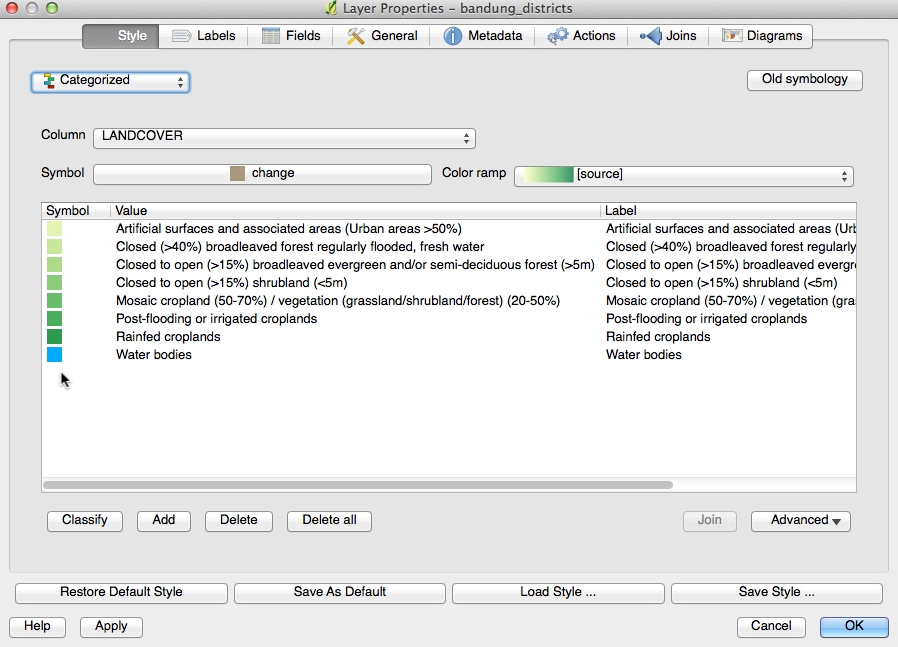 Layer Properties - bandung_districts
Style Labels Fields General Metadata Actions Joins Diagrams
Categorized Old symbology
Column LANDCOVER
Symbol change Color ramp [source]
Symbol Value Label
Artificial surfaces and associated areas (Urban areas >50%) Artificial surfaces and associated areas (Urb
Closed (>40%) broadleaved forest regularly flooded, fresh water Closed (>40%) broadleaved forest regularly
Closed to open (>15%) broadleaved evergreen and/or semi-deciduous forest (>5m) Closed to open (>15%) broadleaved evergre
Closed to open (>15%) shrubland (<5m) Closed to open (>15%) shrubland (<5m)
Mosaic cropland (50-70%) / vegetation (grassland/shrubland/forest) (20-50%) Mosaic cropland (50-70%) / vegetation (gras
Post-flooding or irrigated croplands Post-flooding or irrigated croplands
Rainfed croplands Rainfed croplands
Water bodies Water bodies
Classify Add Delete Delete all Join Advanced
Restore Default Style Save As Default Load Style ... Save Style ...
Help Apply Cancel OK